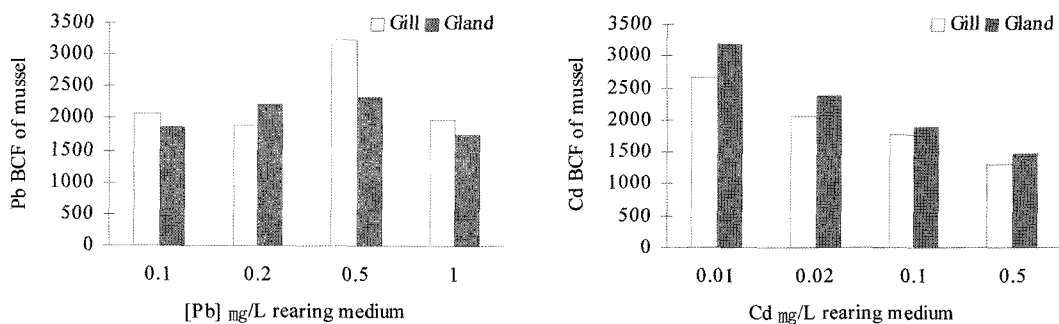 Gill Gland
3500
3000
2500
2000
1500
1000
500
0
Pb BCF of mussel
0.1 0.2 0.5 1
[Pb] mg/L rearing medium
Gill Gland
3500
3000
2500
2000
1500
1000
500
0
Cd BCF of mussel
0.01 0.02 0.1 0.5
Cd mg/L rearing medium